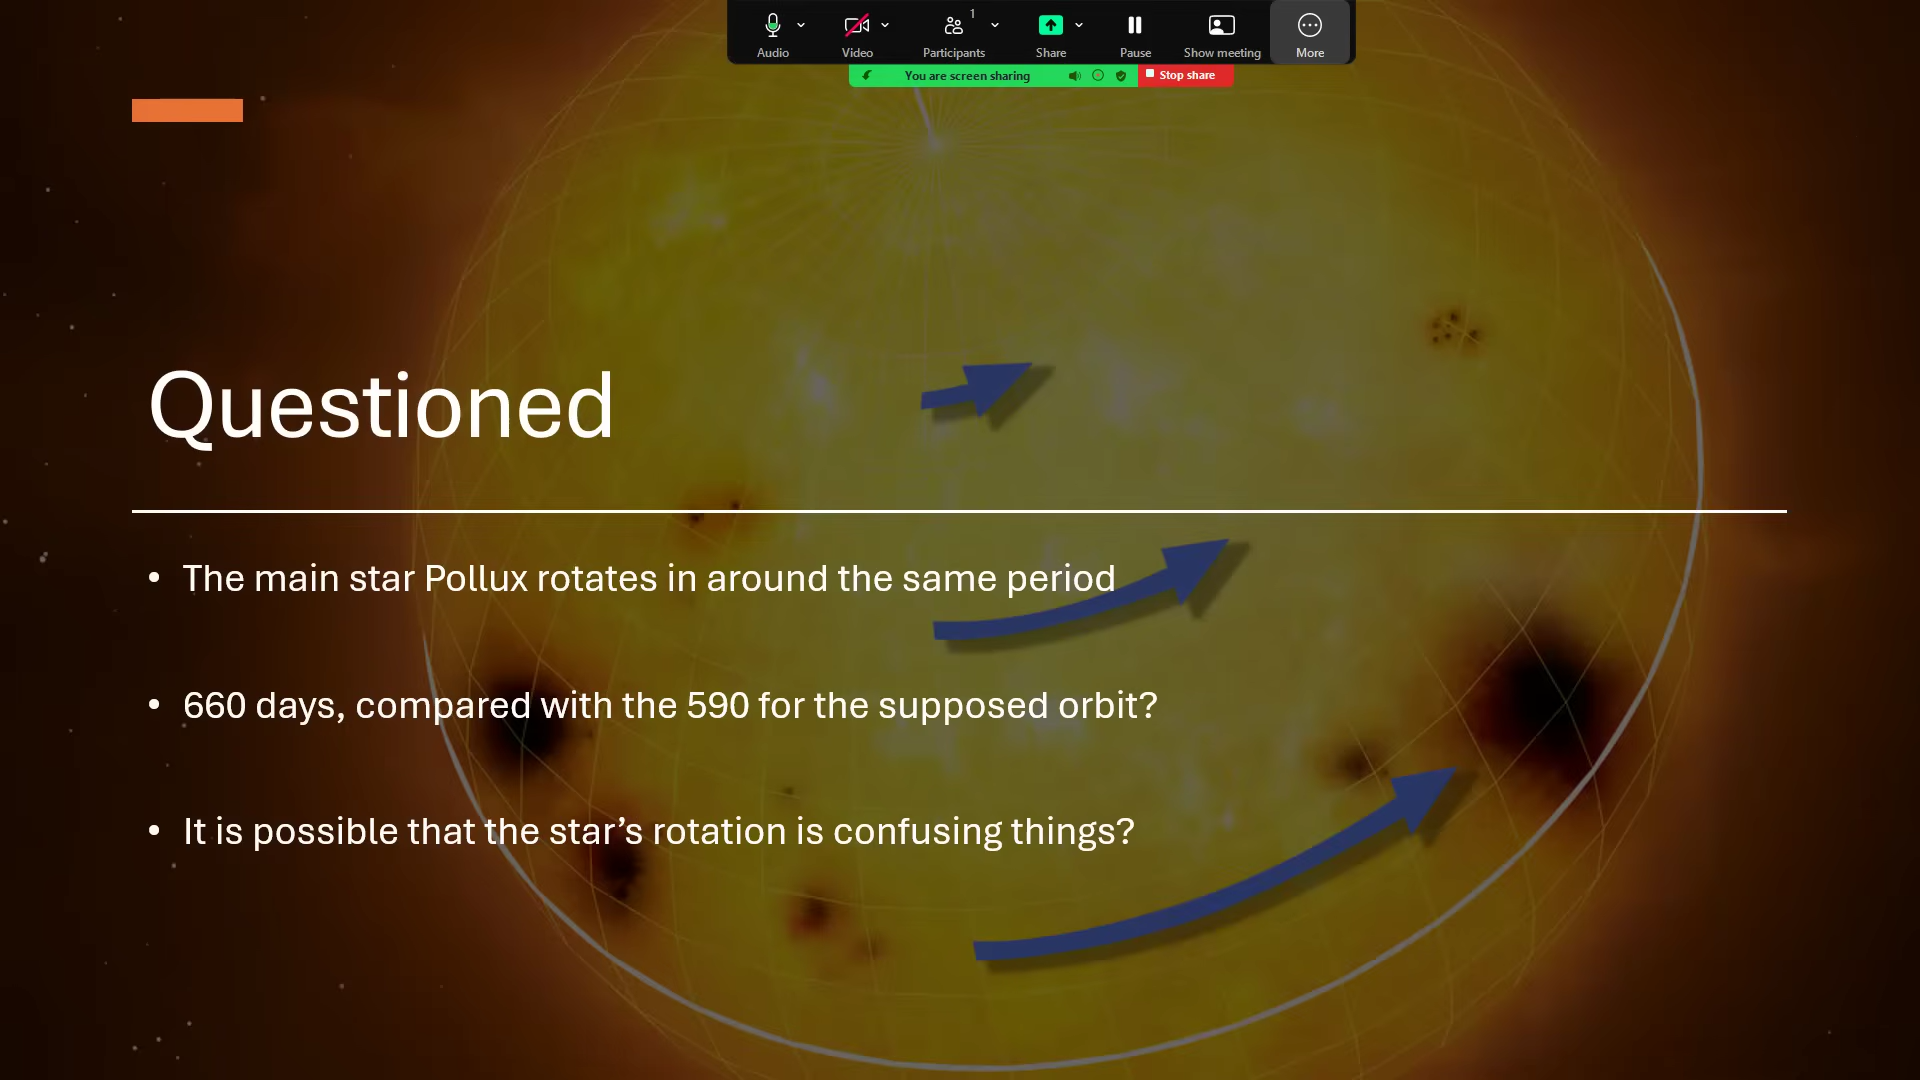 1
Audio
Video
Participants
Share
Pause
Show meeting
More
You are screen sharing
Stop share
Questioned
• The main star Pollux rotates in around the same period
• 660 days, compared with the 590 for the supposed orbit?
• It is possible that the star’s rotation is confusing things?